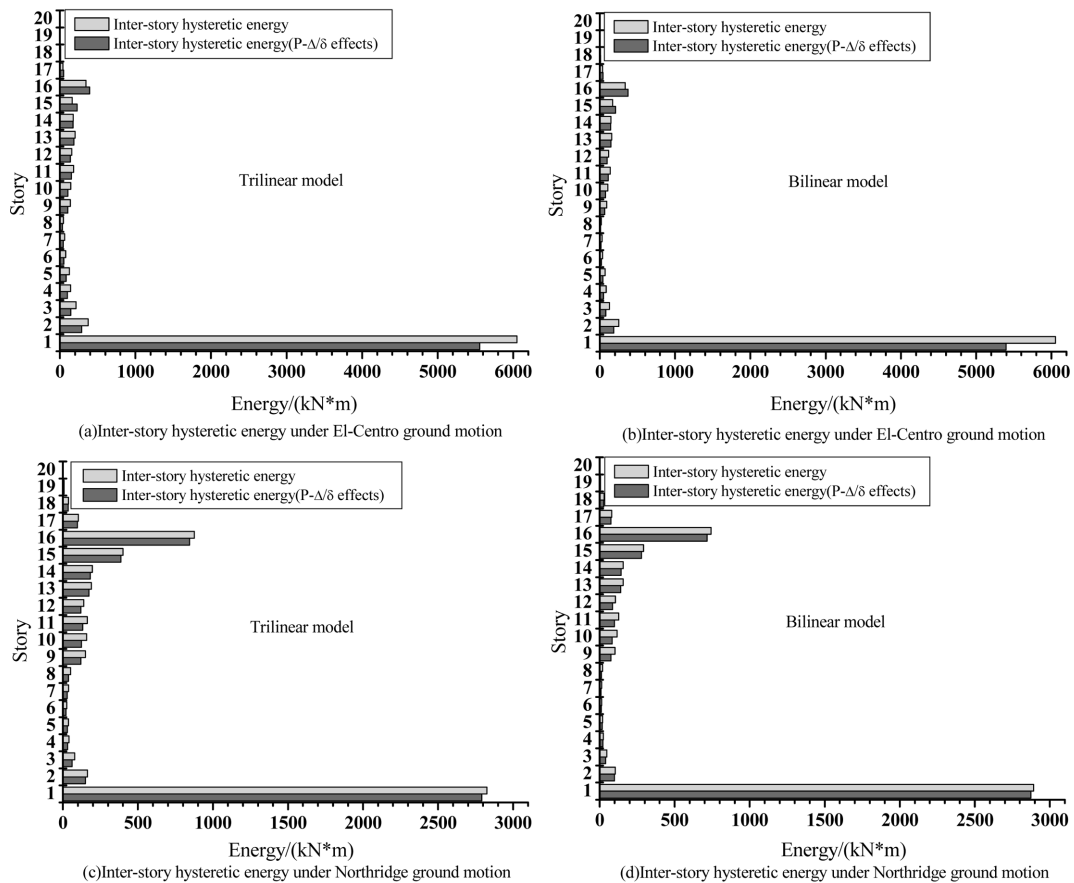 20
19
18
17
16
15
14
13
12
11
10
9
8
7
6
5
4
3
2
1
Story
Inter-story hysteretic energy
Inter-story hysteretic energy(P-Δ/δ effects)
Trilinear model
0 1000 2000 3000 4000 5000 6000
Energy/(kN*m)
(a)Inter-story hysteretic energy under El-Centro ground motion
20
19
18
17
16
15
14
13
12
11
10
9
8
7
6
5
4
3
2
1
Story
Inter-story hysteretic energy
Inter-story hysteretic energy(P-Δ/δ effects)
Bilinear model
0 1000 2000 3000 4000 5000 6000
Energy/(kN*m)
(b)Inter-story hysteretic energy under El-Centro ground motion
20
19
18
17
16
15
14
13
12
11
10
9
8
7
6
5
4
3
2
1
Story
Inter-story hysteretic energy
Inter-story hysteretic energy(P-Δ/δ effects)
Trilinear model
0 500 1000 1500 2000 2500 3000
Energy/(kN*m)
(c)Inter-story hysteretic energy under Northridge ground motion
20
19
18
17
16
15
14
13
12
11
10
9
8
7
6
5
4
3
2
1
Story
Inter-story hysteretic energy
Inter-story hysteretic energy(P-Δ/δ effects)
Bilinear model
0 500 1000 1500 2000 2500 3000
Energy/(kN*m)
(d)Inter-story hysteretic energy under Northridge ground motion